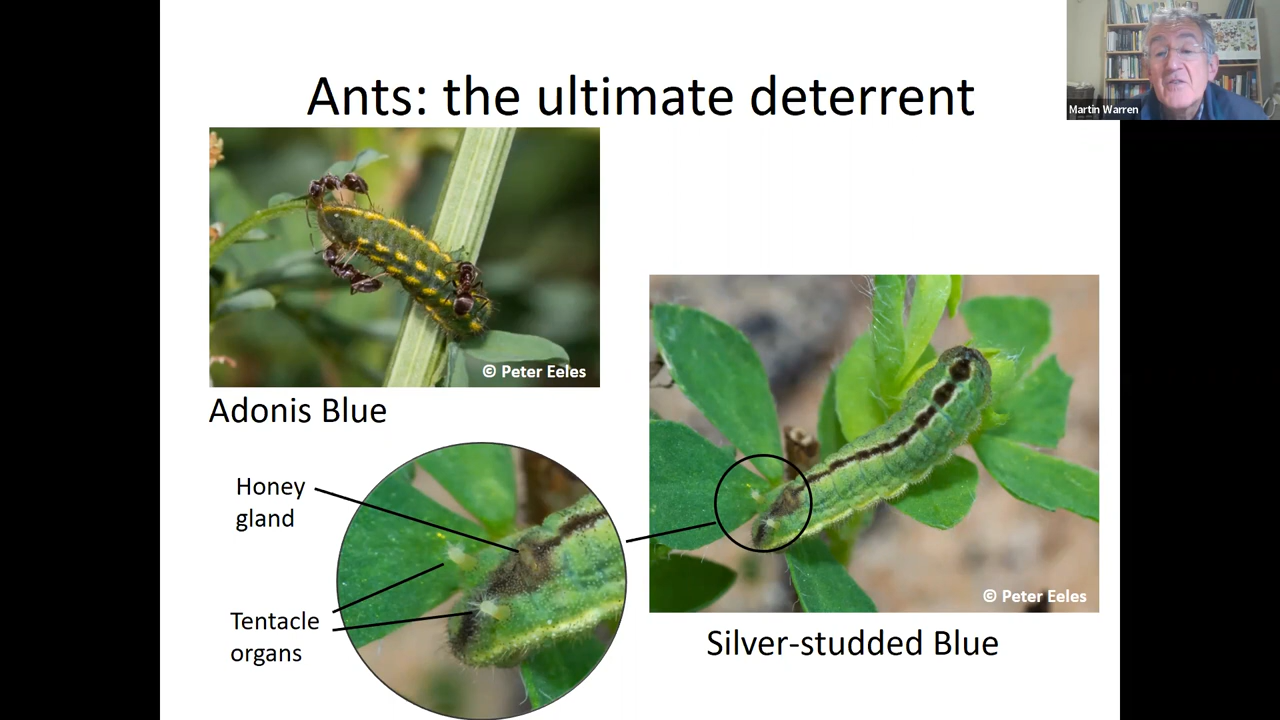 Ants: the ultimate deterrent
Martin Warren
© Peter Eeles
Adonis Blue
Honey
gland
Tentacle
organs
© Peter Eeles
Silver-studded Blue